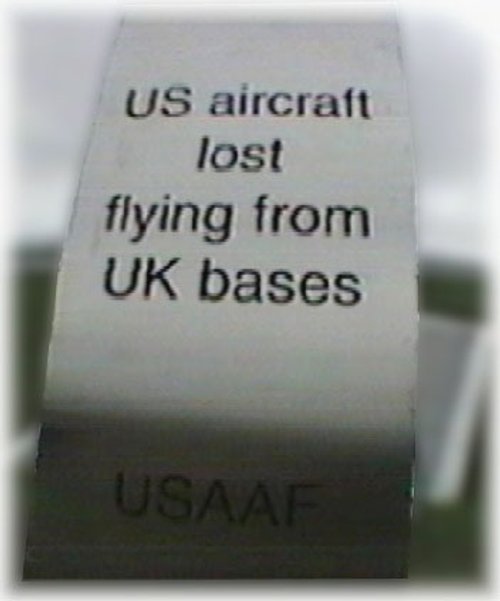 US aircraft
lost
flying from
UK bases
USAAF